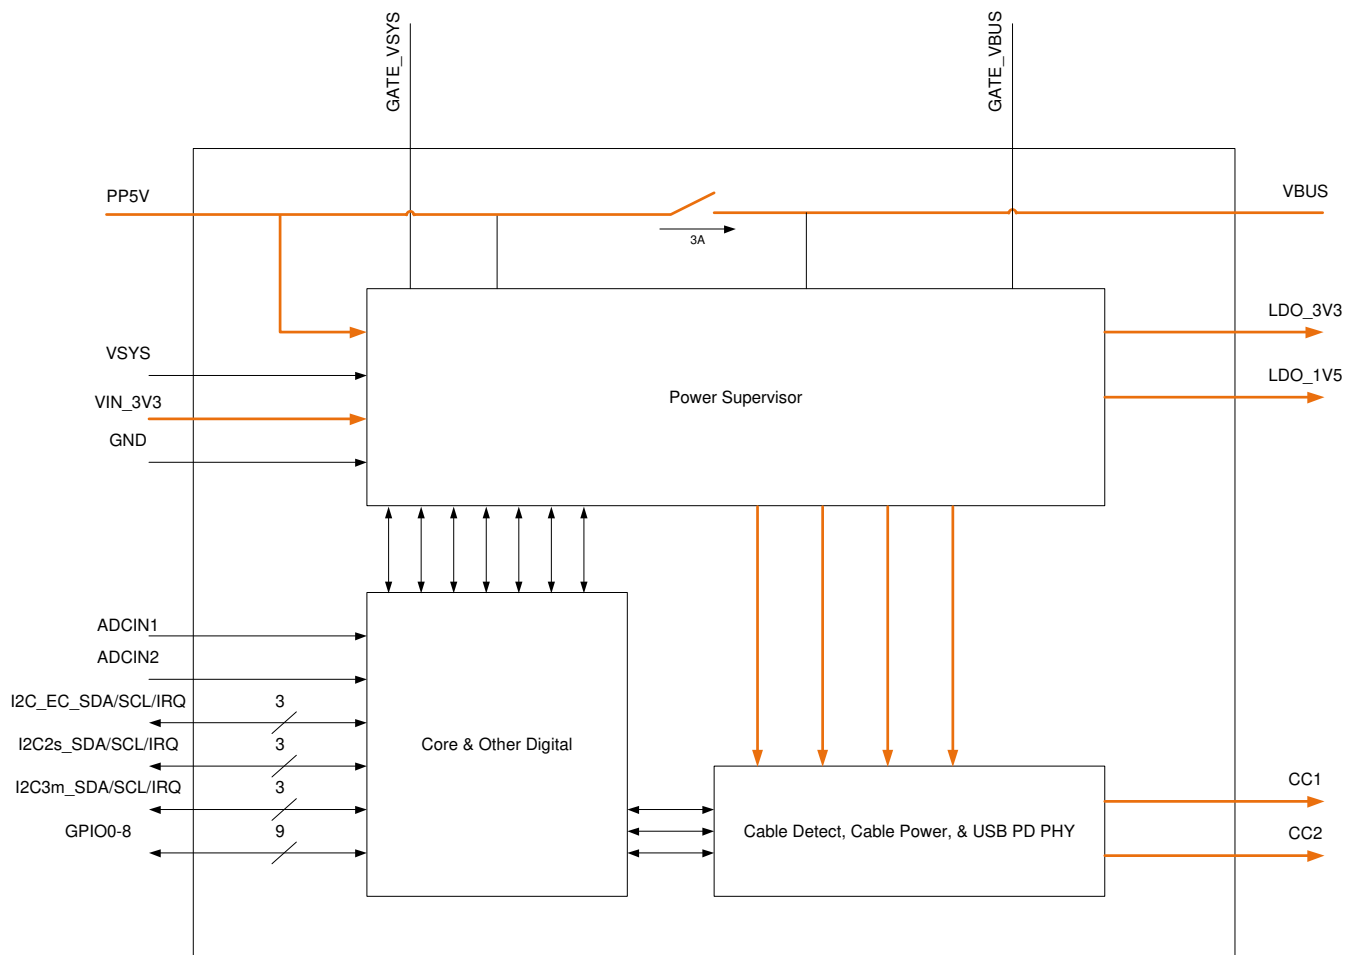 GATE_VSYS
GATE_VBUS
PP5V
VBUS
3A
LDO_3V3
VSYS
LDO_1V5
VIN_3V3
Power Supervisor
GND
ADCIN1
ADCIN2
I2C_EC_SDA/SCL/IRQ
3
I2C2s_SDA/SCL/IRQ
3
Core & Other Digital
I2C3m_SDA/SCL/IRQ
3
CC1
GPIO0-8
9
Cable Detect, Cable Power, & USB PD PHY
CC2